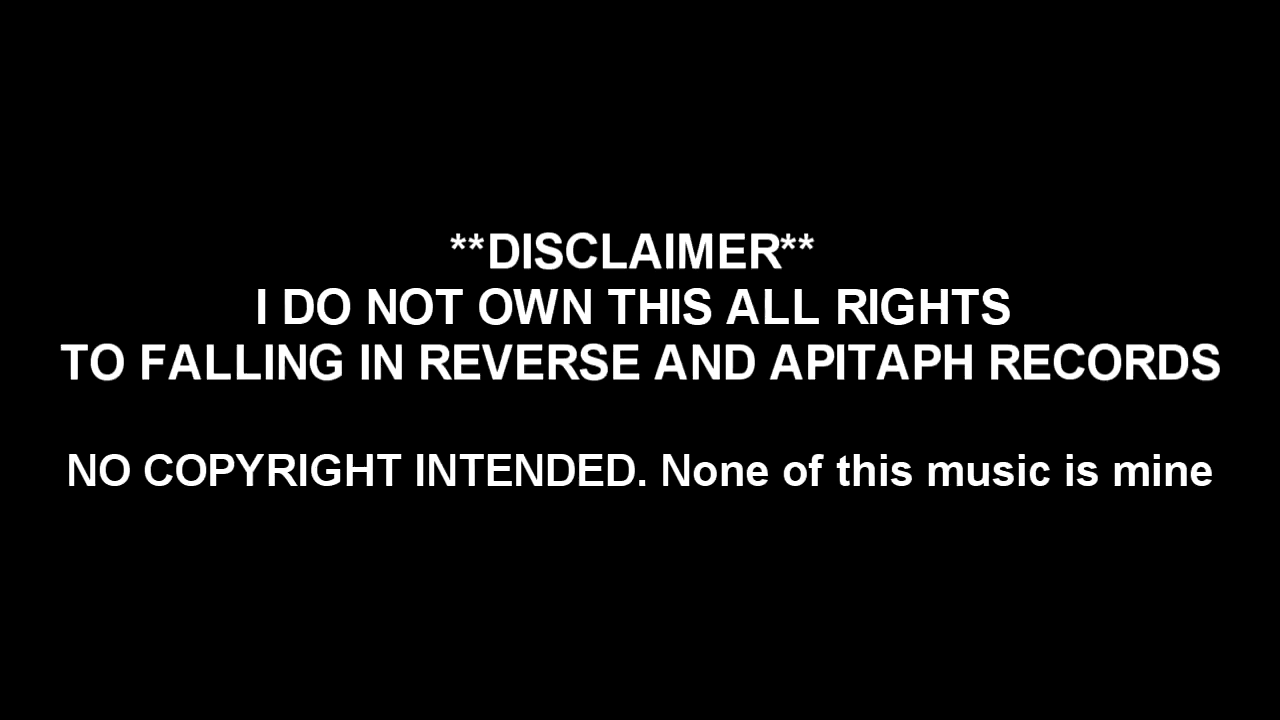 **DISCLAIMER**
I DO NOT OWN THIS ALL RIGHTS
TO FALLING IN REVERSE AND APITAPH RECORDS
NO COPYRIGHT INTENDED. None of this music is mine